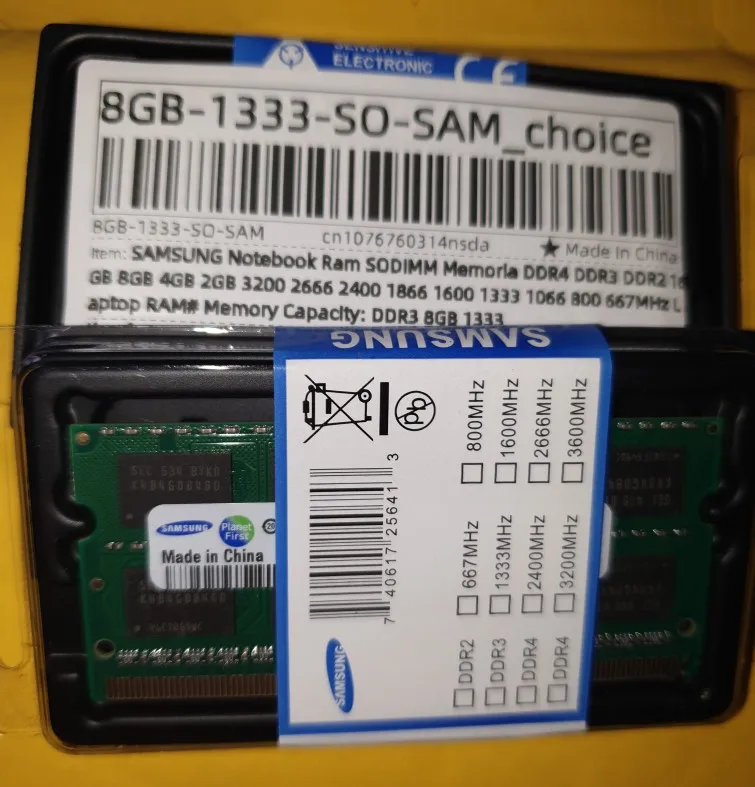 SENSITIVE
ELECTRONIC
CE
8GB-1333-SO-SAM_choice
8GB-1333-SO-SAM
cn1076760314nsda
★ Made In China
Item: SAMSUNG Notebook Ram SODIMM Memoria DDR4 DDR3 DDR2 16
GB 8GB 4GB 2GB 3200 2666 2400 1866 1600 1333 1066 800 667MHz L
aptop RAM# Memory Capacity: DDR3 8GB 1333
SAMSUNG
Pb
☐ 800MHz
☐ 1600MHz
☐ 2666MHz
☐ 3600MHz
☐ 667MHz
☐ 1333MHz
☐ 2400MHz
☐ 3200MHz
☐ DDR2
☐ DDR3
☐ DDR4
☐ DDR4
7 40617 25641 3
SAMSUNG
SAMSUNG
Planet
First
Made in China